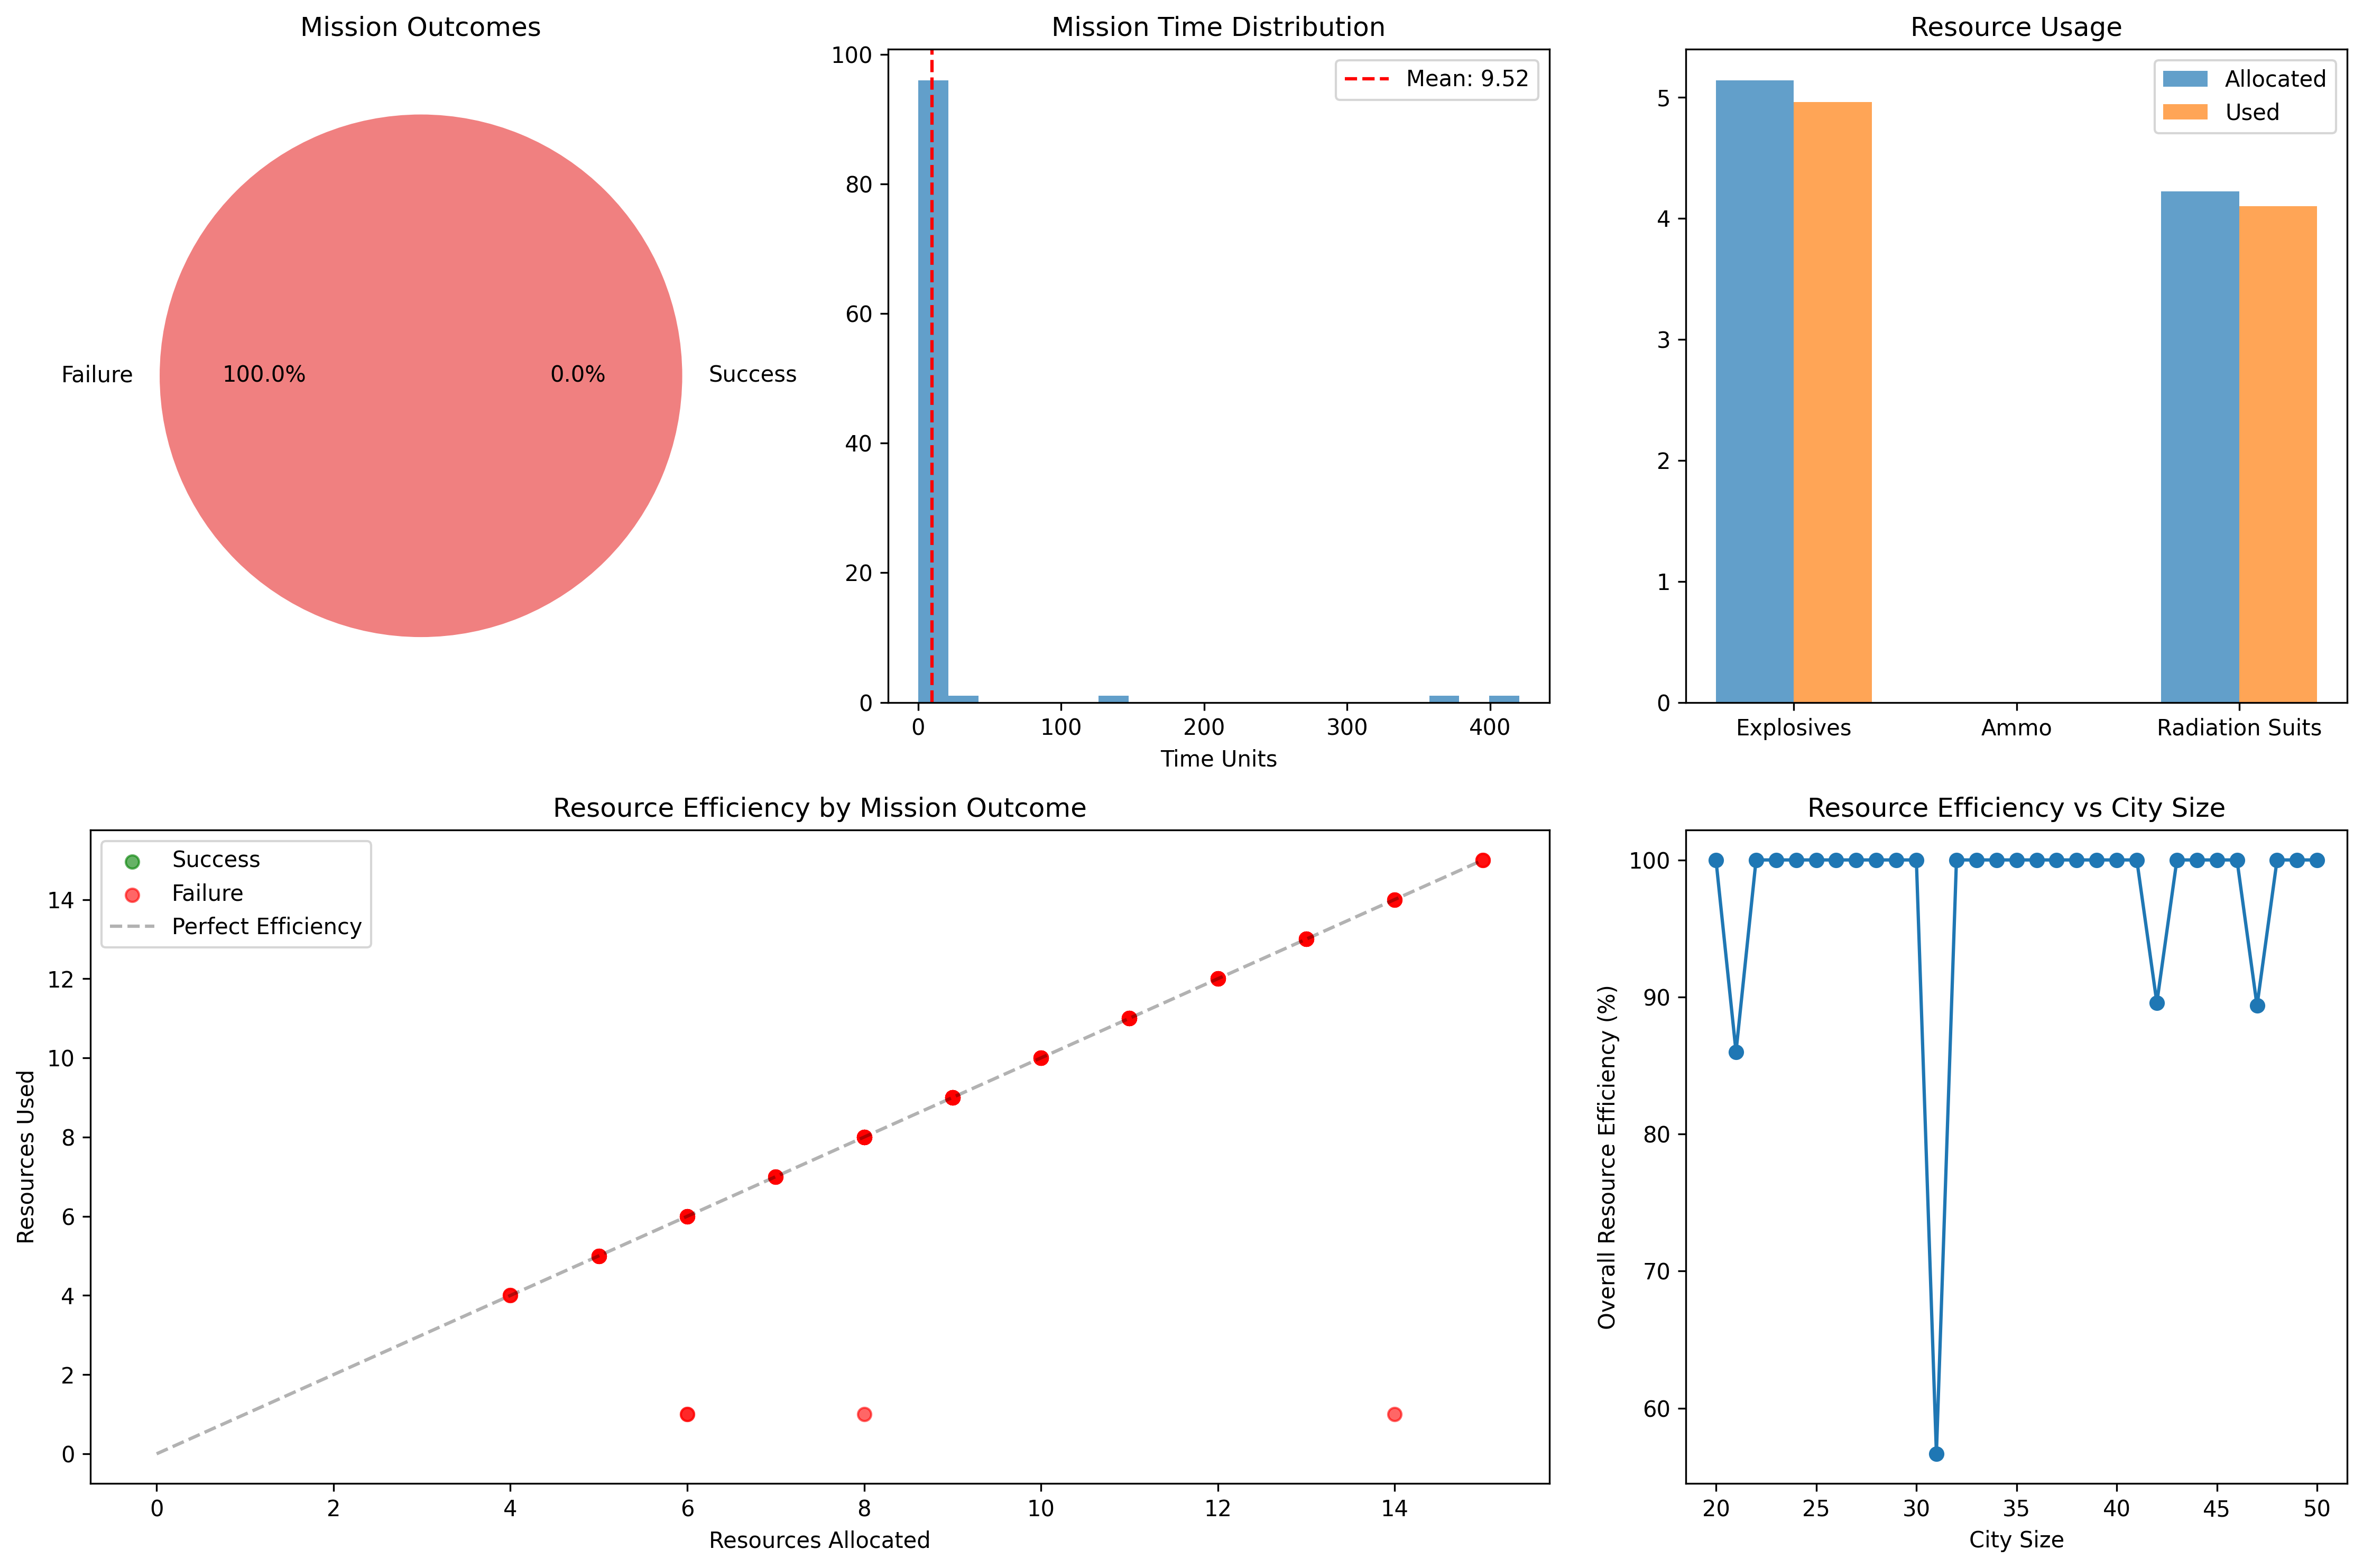 Mission Outcomes
Failure
100.0%
0.0%
Success
Mission Time Distribution
100
80
60
40
20
0
Mean: 9.52
0
100
200
300
400
Time Units
Resource Usage
5
4
3
2
1
0
Allocated
Used
Explosives
Ammo
Radiation Suits
Resource Efficiency by Mission Outcome
Success
Failure
Perfect Efficiency
Resources Used
14
12
10
8
6
4
2
0
0
2
4
6
8
10
12
14
Resources Allocated
Resource Efficiency vs City Size
Overall Resource Efficiency (%)
100
90
80
70
60
20
25
30
35
40
45
50
City Size